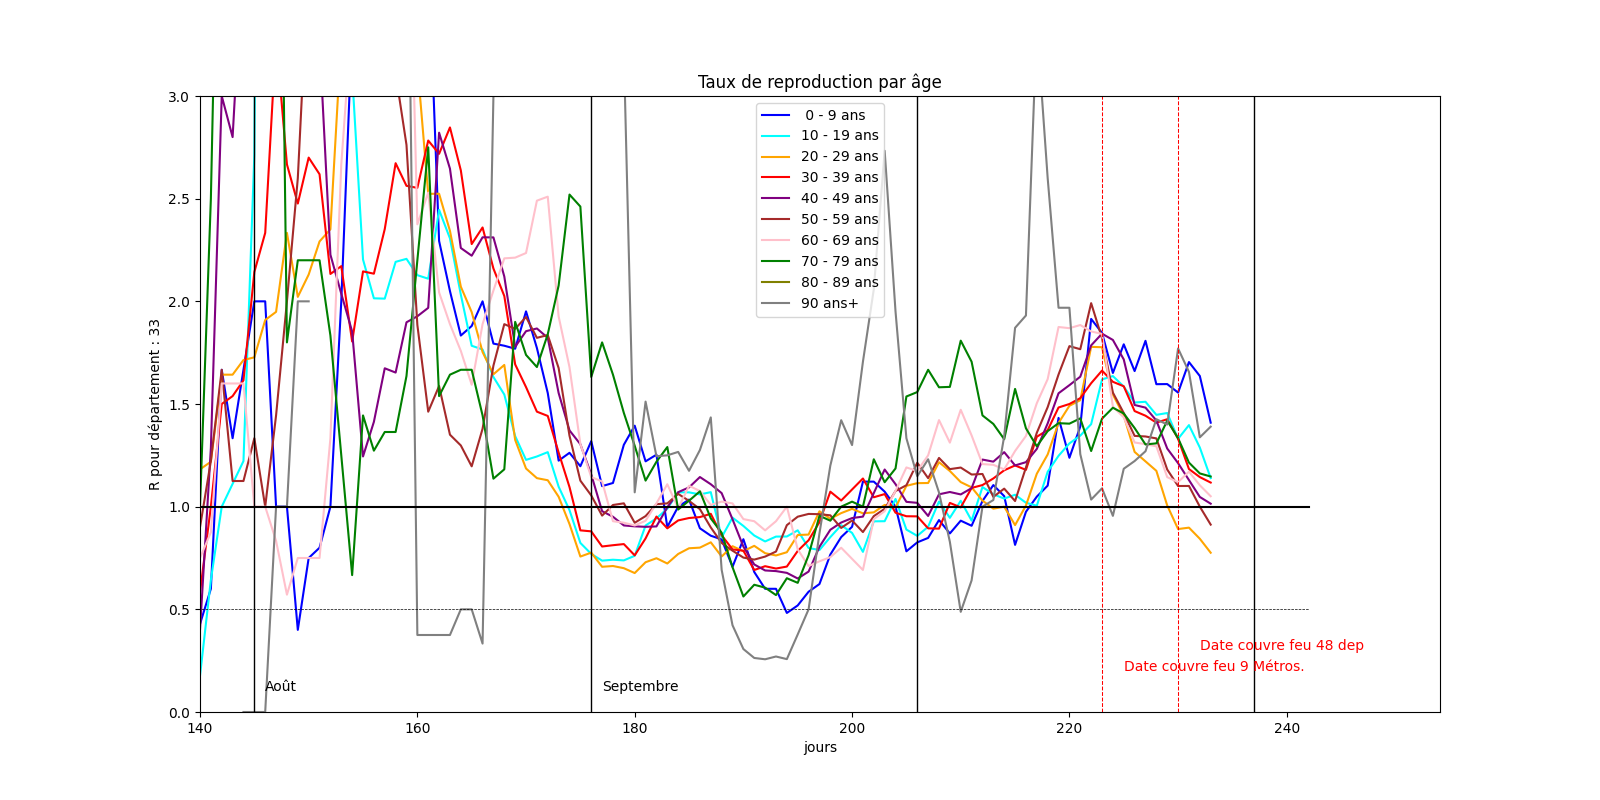 Taux de reproduction par âge
3.0
2.5
2.0
1.5
1.0
0.5
0.0
R pour département : 33
0 - 9 ans
10 - 19 ans
20 - 29 ans
30 - 39 ans
40 - 49 ans
50 - 59 ans
60 - 69 ans
70 - 79 ans
80 - 89 ans
90 ans+
Date couvre feu 48 dep
Date couvre feu 9 Métros.
Août
Septembre
140
160
180
200
220
240
jours